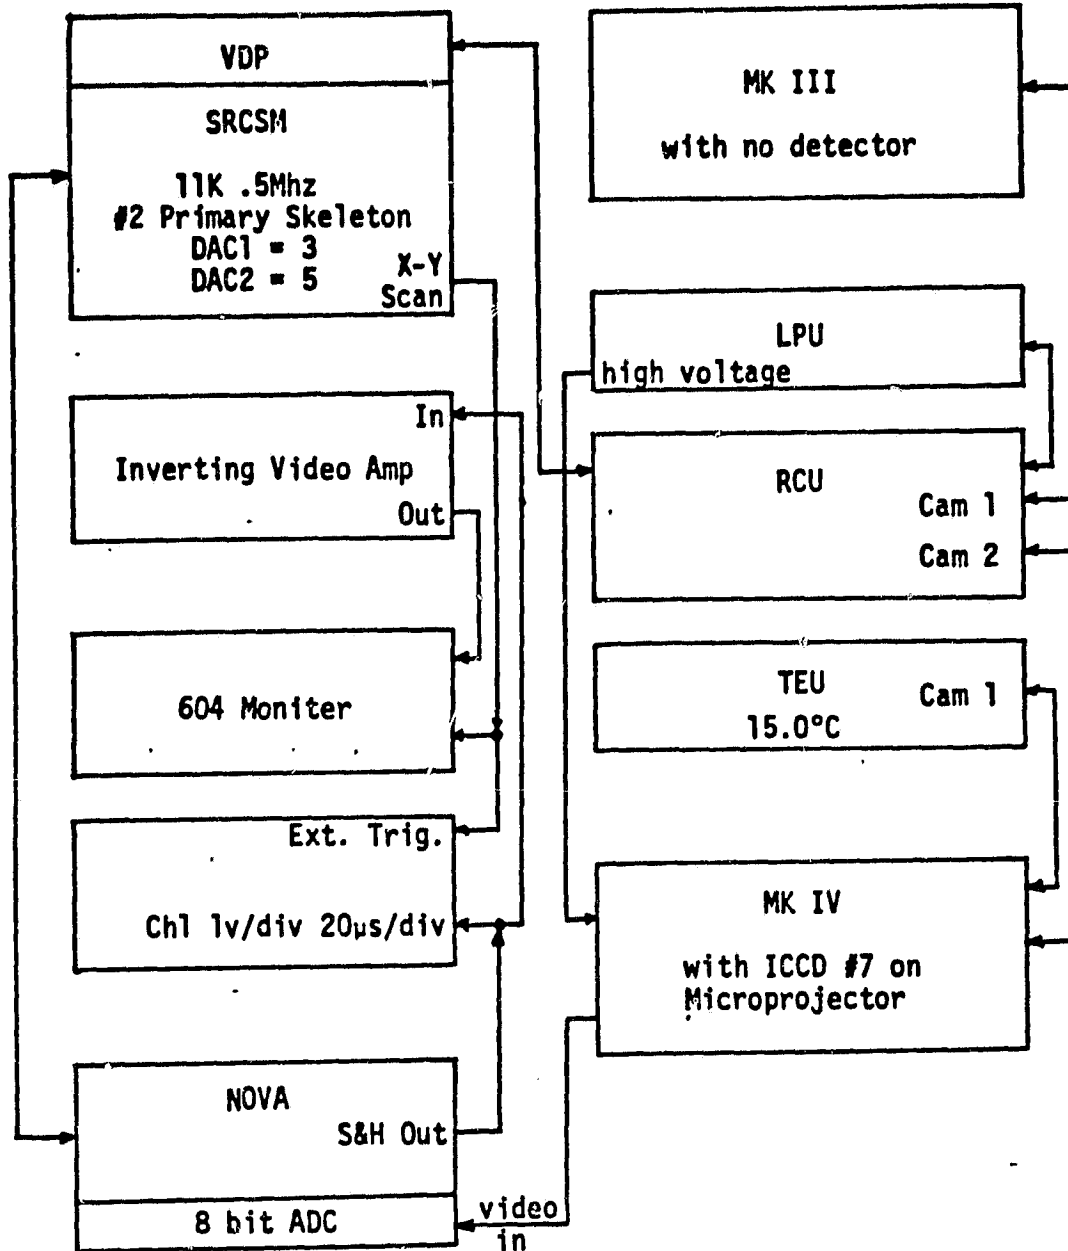 VDP
SRCSM
11K .5Mhz
#2 Primary Skeleton
DAC1 = 3
DAC2 = 5
X-Y
Scan
In
Inverting Video Amp
Out
604 Moniter
Ext. Trig.
Ch1 1v/div 20µs/div
NOVA
S&H Out
8 bit ADC
video
in
MK III
with no detector
LPU
high voltage
RCU
Cam 1
Cam 2
TEU
Cam 1
15.0°C
MK IV
with ICCD #7 on
Microprojector